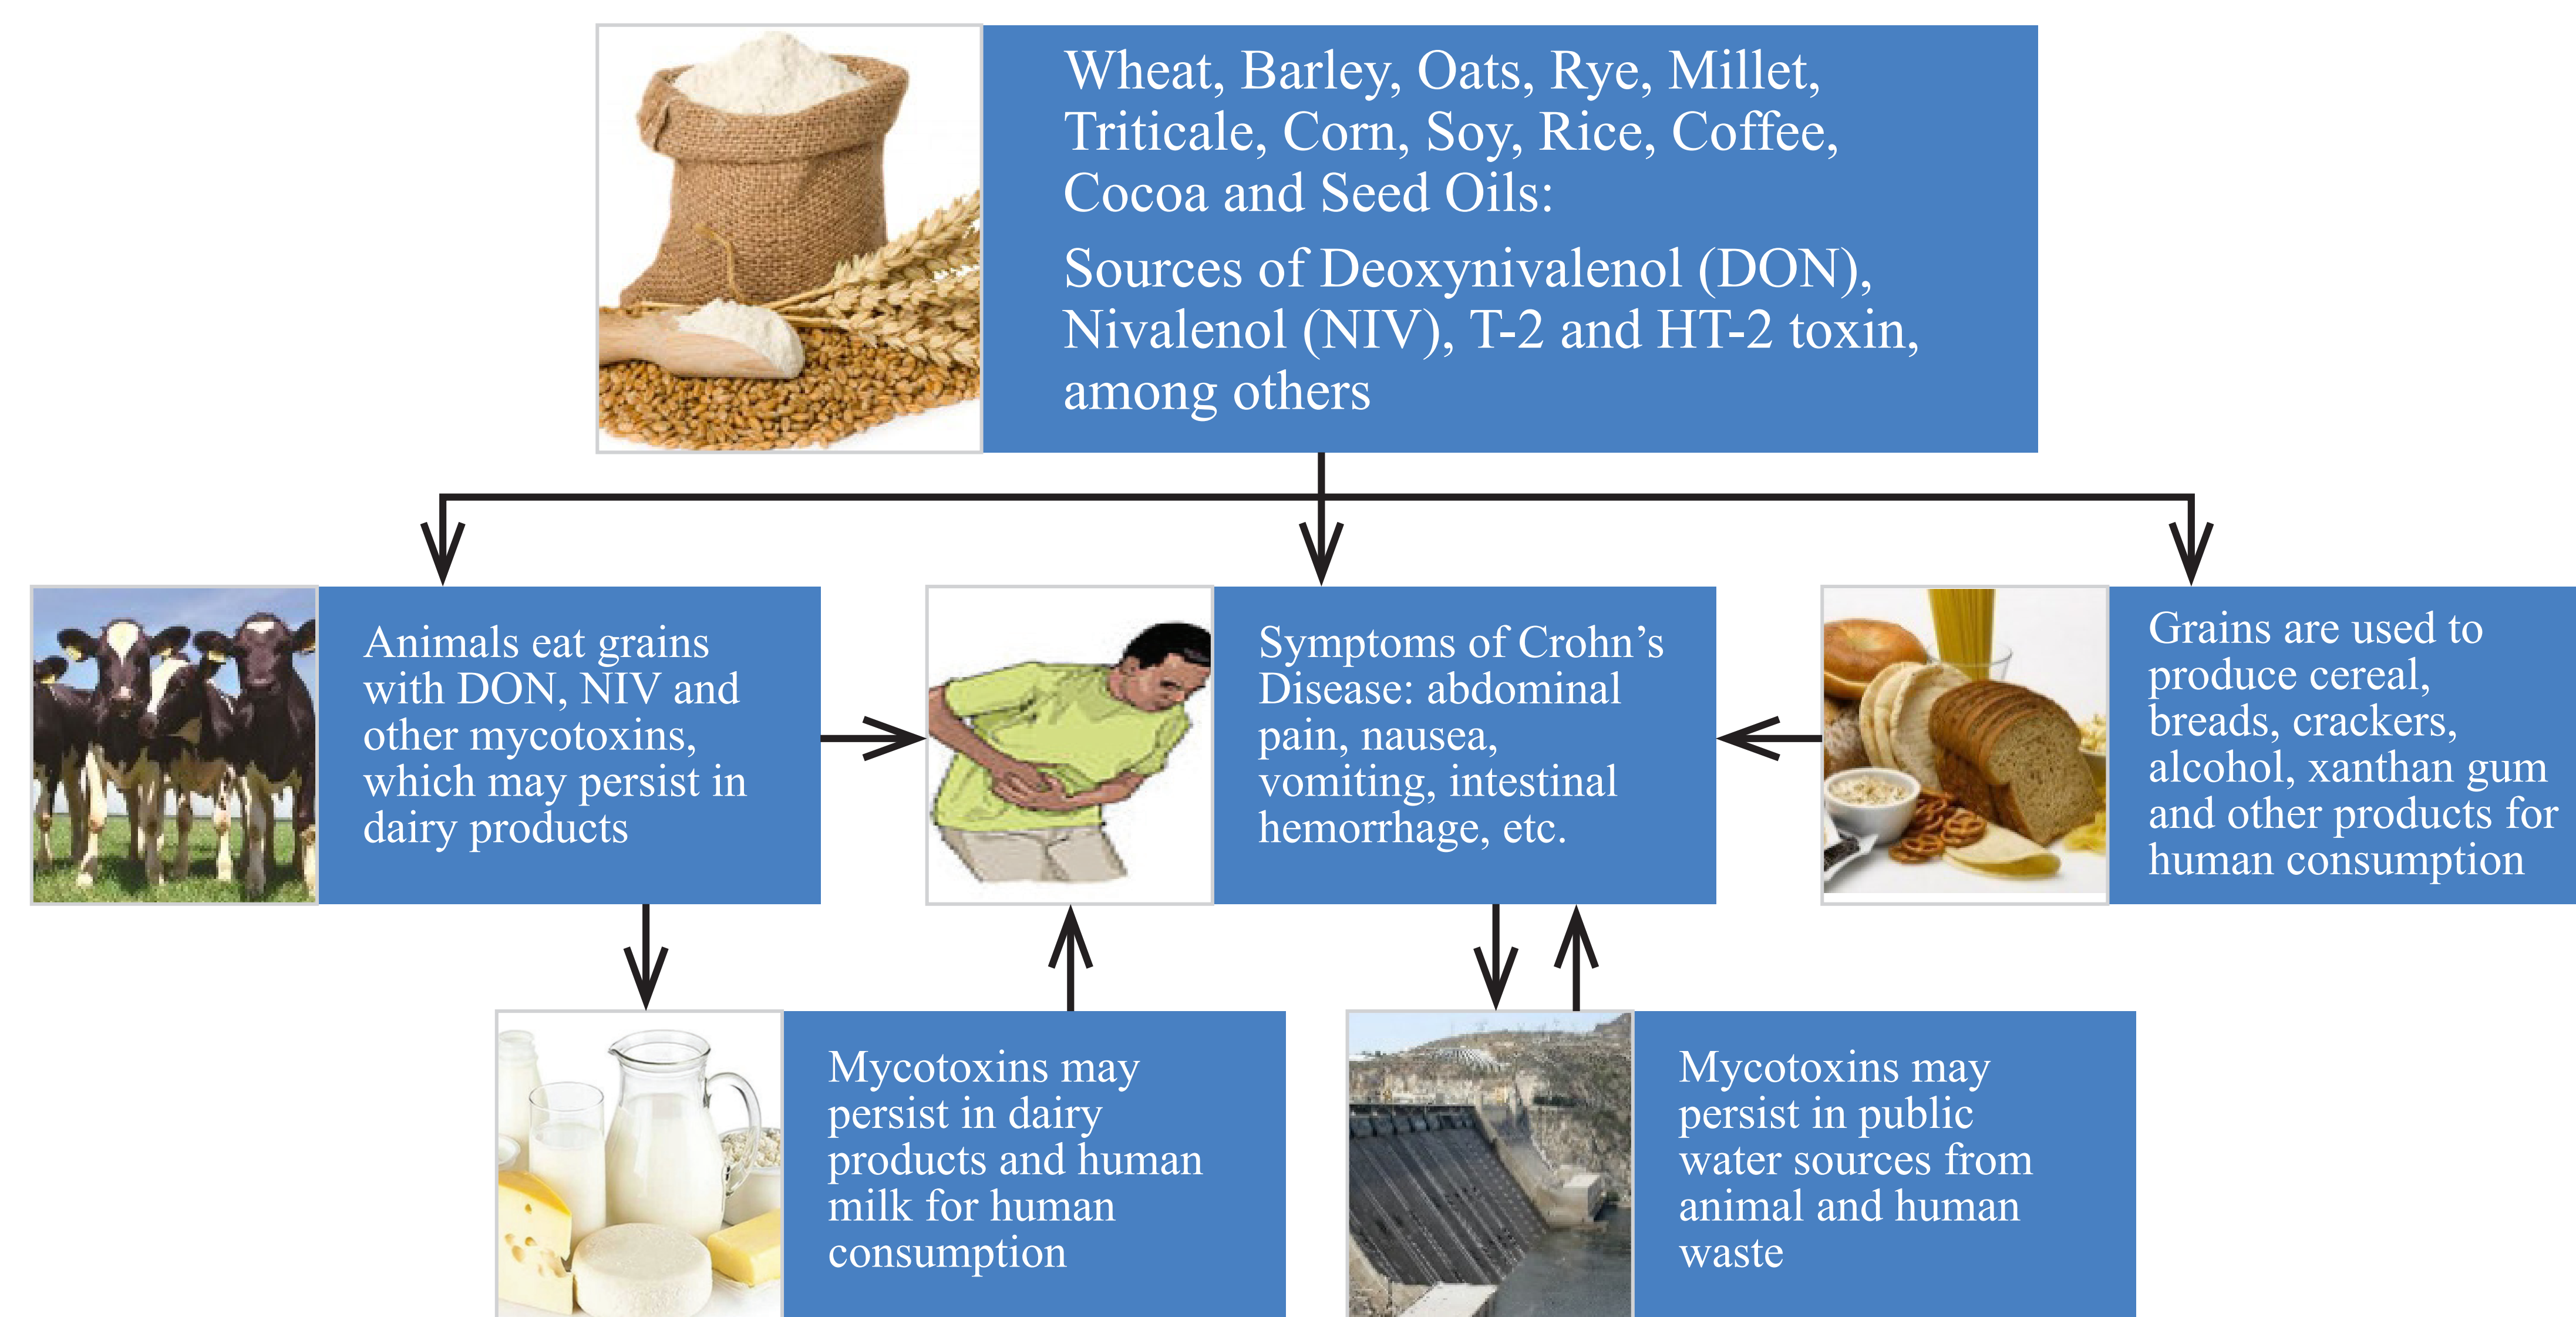 Wheat, Barley, Oats, Rye, Millet,
Triticale, Corn, Soy, Rice, Coffee,
Cocoa and Seed Oils:
Sources of Deoxynivalenol (DON),
Nivalenol (NIV), T-2 and HT-2 toxin,
among others
Animals eat grains
with DON, NIV and
other mycotoxins,
which may persist in
dairy products
Symptoms of Crohn’s
Disease: abdominal
pain, nausea,
vomiting, intestinal
hemorrhage, etc.
Grains are used to
produce cereal,
breads, crackers,
alcohol, xanthan gum
and other products for
human consumption
Mycotoxins may
persist in dairy
products and human
milk for human
consumption
Mycotoxins may
persist in public
water sources from
animal and human
waste